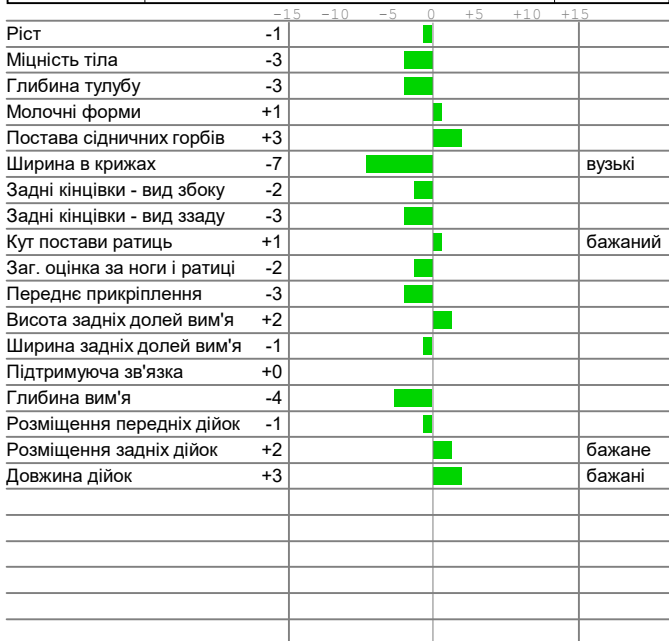 -15 -10 -5 0 +5 +10 +15
Ріст -1
Міцність тіла -3
Глибина тулубу -3
Молочні форми +1
Постава сідничних горбів +3
Ширина в крижах -7 вузькі
Задні кінцівки - вид збоку -2
Задні кінцівки - вид ззаду -3
Кут постави ратиць +1 бажаний
Заг. оцінка за ноги і ратиці -2
Переднє прикріплення -3
Висота задніх долей вим'я +2
Ширина задніх долей вим'я -1
Підтримуюча зв'язка +0
Глибина вим'я -4
Розміщення передніх дійок -1
Розміщення задніх дійок +2 бажане
Довжина дійок +3 бажані